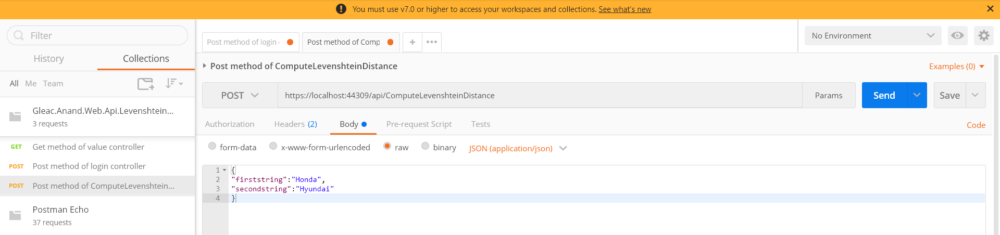 You must use v7.0 or higher to access your workspaces and collections. See what's new
Filter
History Collections
All Me Team
Gleac.Anand.Web.Api.Levenshtein...
3 requests
GET Get method of value controller
POST Post method of login controller
POST Post method of ComputeLevenshtein...
Postman Echo
37 requests
Post method of login Post method of Comp
No Environment
Post method of ComputeLevenshteinDistance
Examples (0)
POST https://localhost:44309/api/ComputeLevenshteinDistance Params Send Save
Authorization Headers (2) Body Pre-request Script Tests Code
form-data x-www-form-urlencoded raw binary JSON (application/json)
1 {
2 "firststring":"Honda",
3 "secondstring":"Hyundai"
4 }